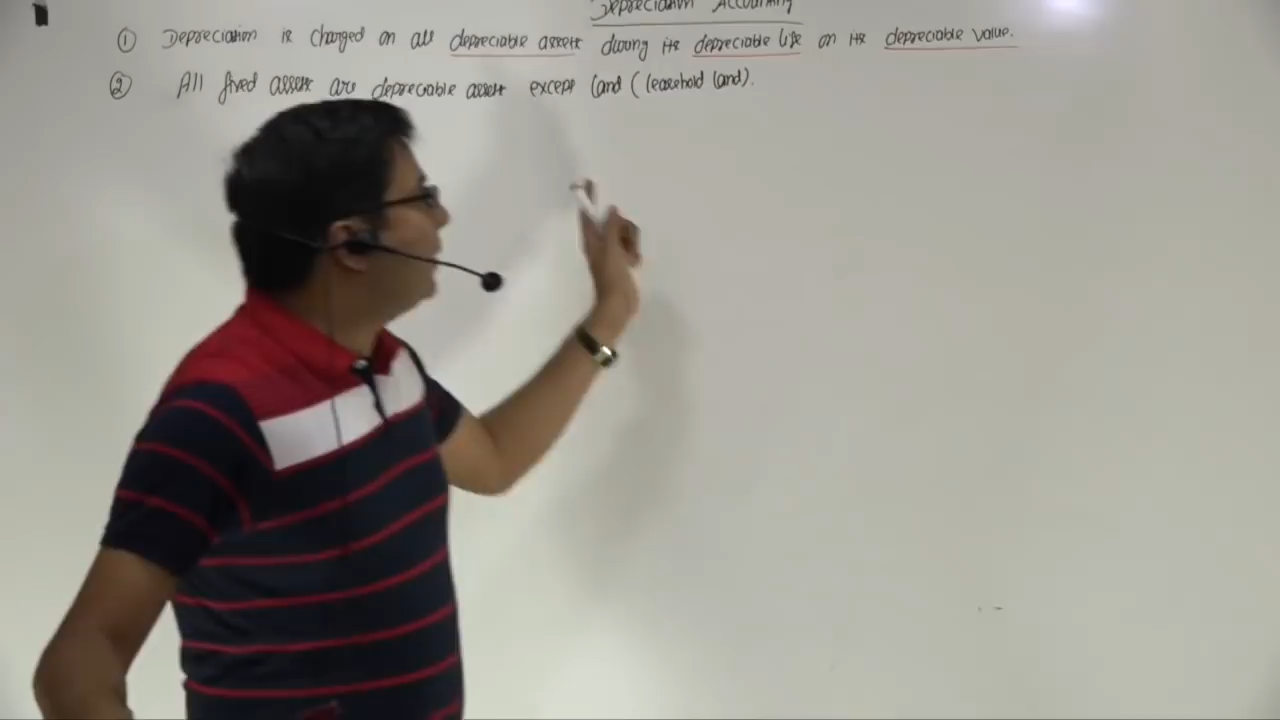 Depreciation Accounting
① Depreciation is charged on all depreciable assets during its depreciable life on its depreciable value.
② All fixed assets are depreciable assets except land (leasehold land).